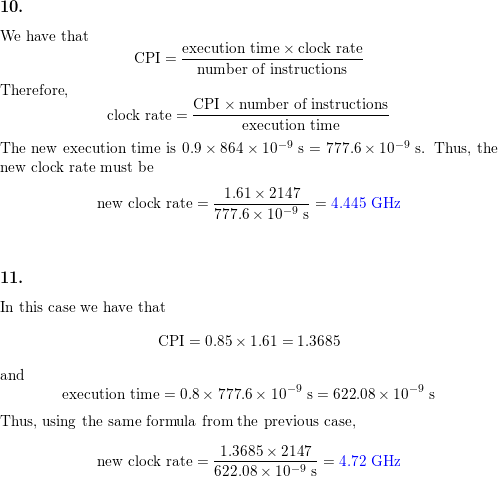 10.
We have that
CPI = execution time × clock rate / number of instructions
Therefore,
clock rate = CPI × number of instructions / execution time
The new execution time is 0.9 × 864 × 10⁻⁹ s = 777.6 × 10⁻⁹ s. Thus, the
new clock rate must be
new clock rate = 1.61 × 2147 / 777.6 × 10⁻⁹ s = 4.445 GHz
11.
In this case we have that
CPI = 0.85 × 1.61 = 1.3685
and
execution time = 0.8 × 777.6 × 10⁻⁹ s = 622.08 × 10⁻⁹ s
Thus, using the same formula from the previous case,
new clock rate = 1.3685 × 2147 / 622.08 × 10⁻⁹ s = 4.72 GHz